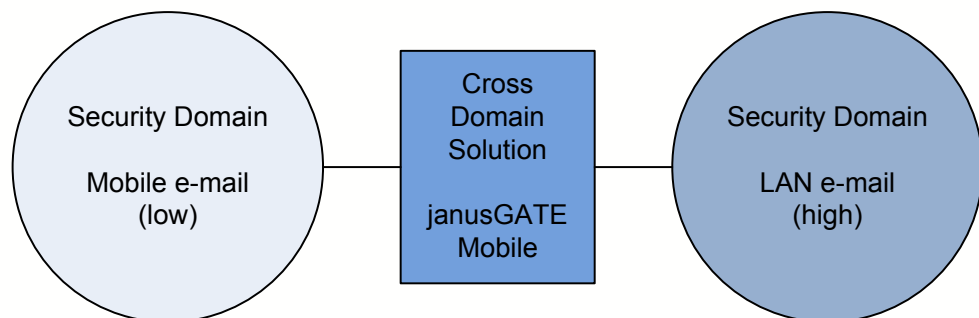 Security Domain
Mobile e-mail
(low)
Cross
Domain
Solution
janusGATE
Mobile
Security Domain
LAN e-mail
(high)